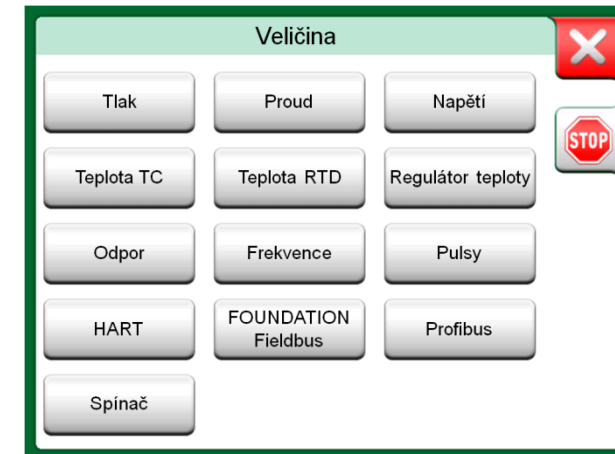 Veličina
Tlak
Proud
Napětí
STOP
Teplota TC
Teplota RTD
Regulátor teploty
Odpor
Frekvence
Pulsy
HART
FOUNDATION
Fieldbus
Profibus
Spínač